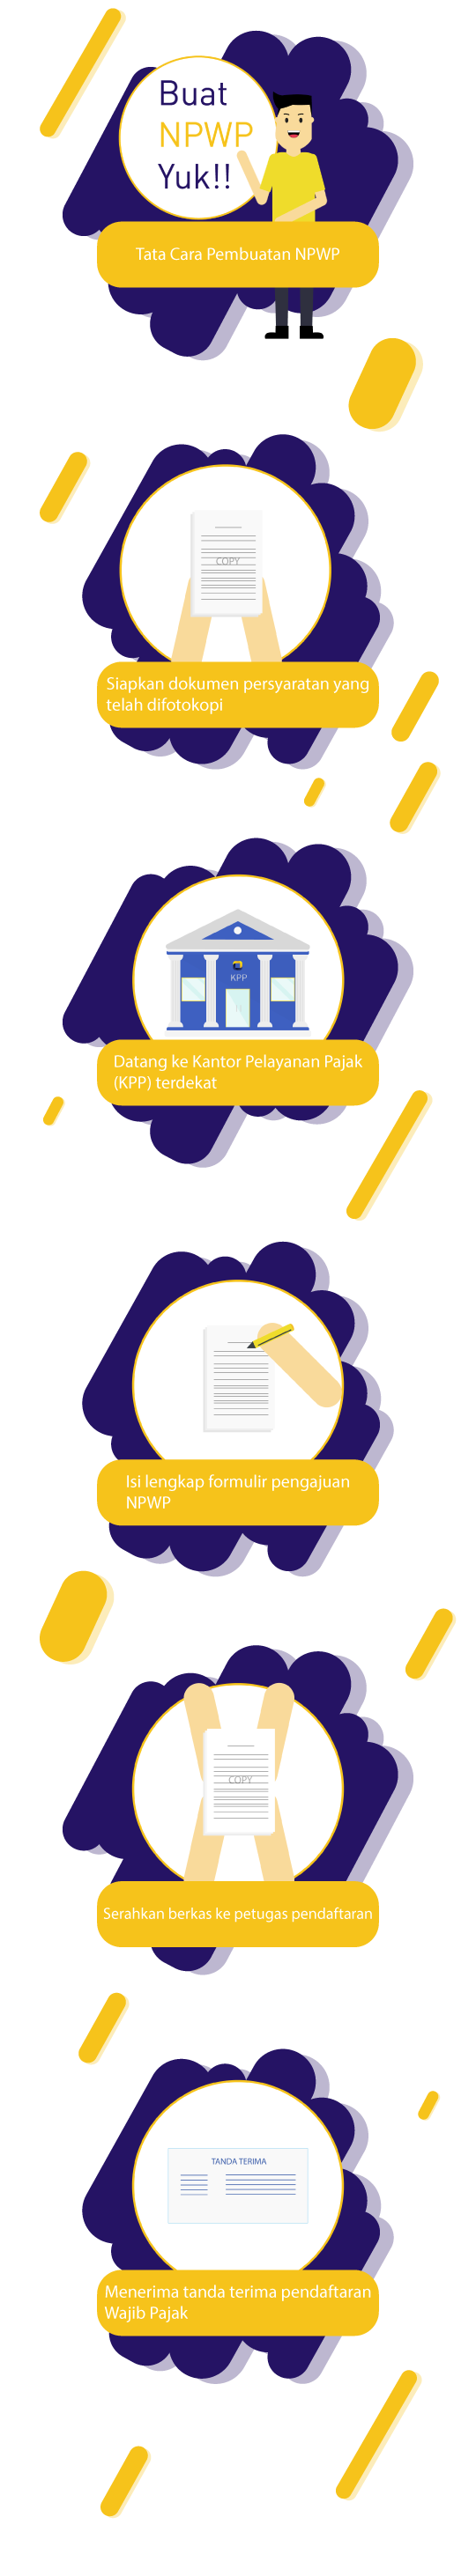 Buat
NPWP
Yuk!!
Tata Cara Pembuatan NPWP
COPY
Siapkan dokumen persyaratan yang
telah difotokopi
KPP
Datang ke Kantor Pelayanan Pajak
(KPP) terdekat
Isi lengkap formulir pengajuan
NPWP
COPY
Serahkan berkas ke petugas pendaftaran
TANDA TERIMA
Menerima tanda terima pendaftaran
Wajib Pajak